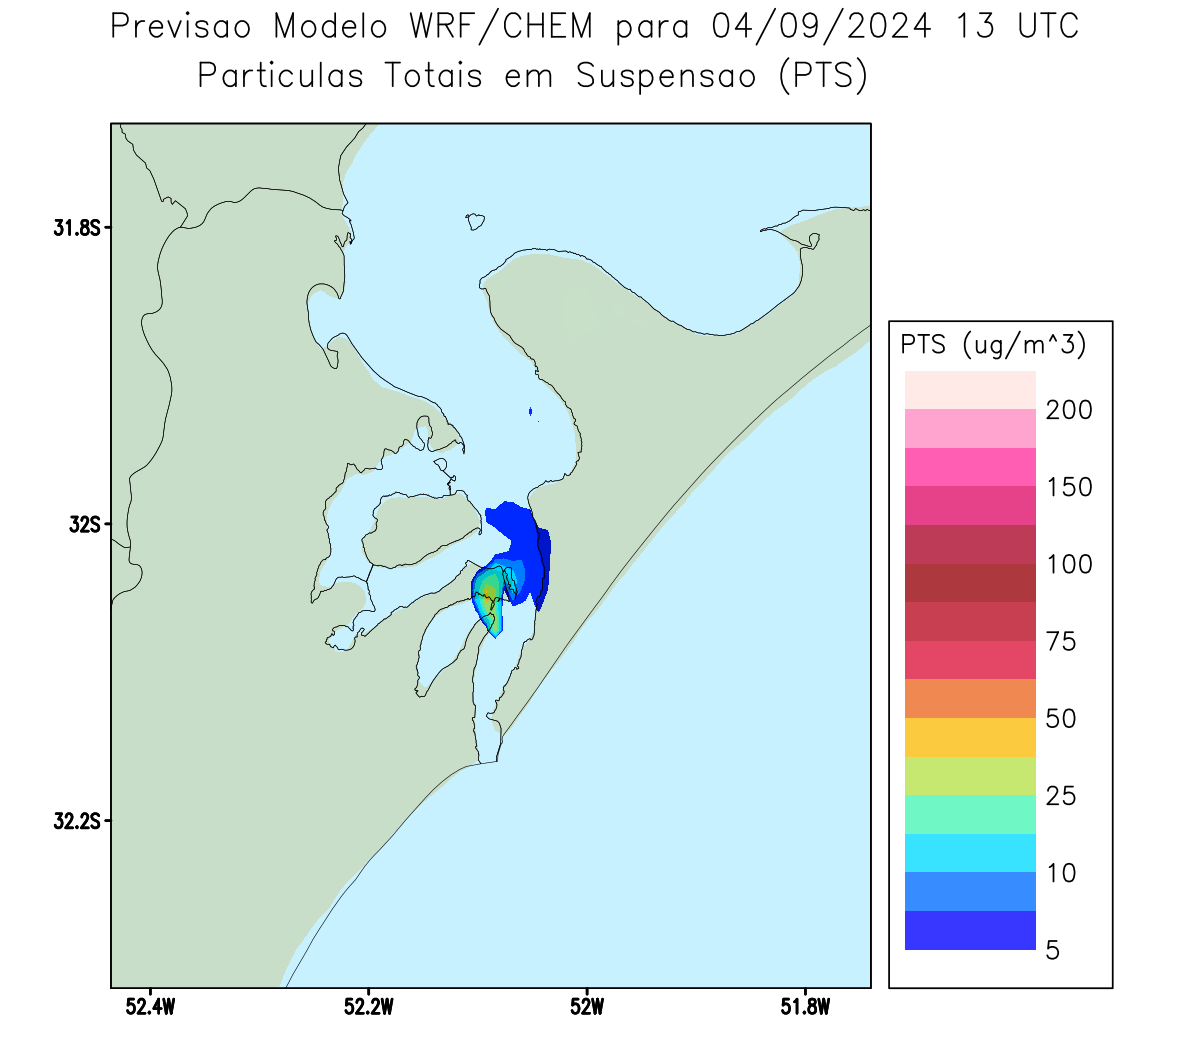 Previsao Modelo WRF/CHEM para 04/09/2024 13 UTC
Particulas Totais em Suspensao (PTS)
31.8S
32S
32.2S
52.4W
52.2W
52W
51.8W
PTS (ug/m^3)
200
150
100
75
50
25
10
5